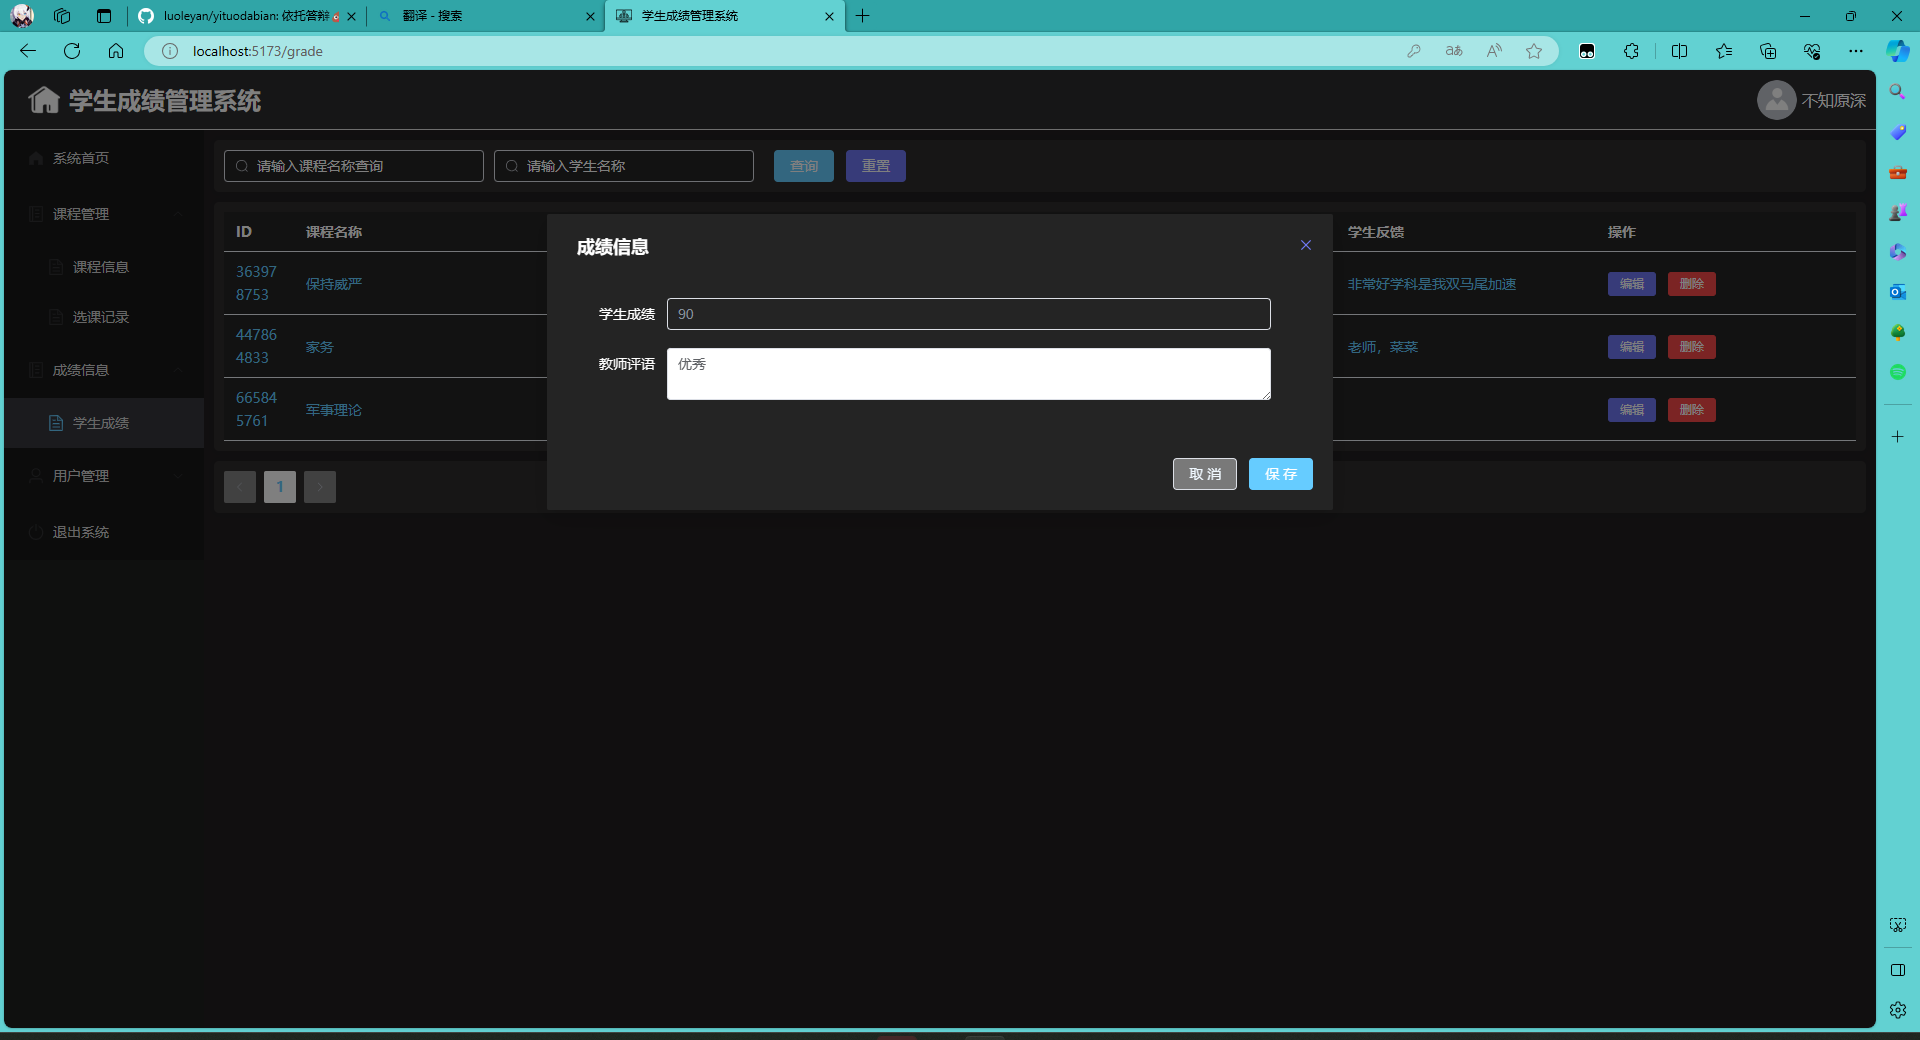 luoleyan/yituodabian: 依托答辩
翻译 - 搜索
学生成绩管理系统
localhost:5173/grade
学生成绩管理系统
不知原深
系统首页
课程管理
课程信息
选课记录
成绩信息
学生成绩
用户管理
退出系统
请输入课程名称查询
请输入学生名称
查询
重置
ID
课程名称
学生反馈
操作
36397
8753
保持威严
非常好学科是我双马尾加速
编辑
删除
44786
4833
家务
老师，菜菜
编辑
删除
66584
5761
军事理论
编辑
删除
1
成绩信息
学生成绩
90
教师评语
优秀
取 消
保 存